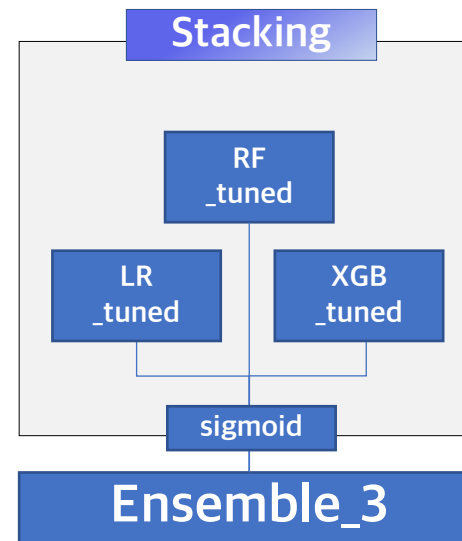 Stacking
RF
_tuned
LR
_tuned
XGB
_tuned
sigmoid
Ensemble_3